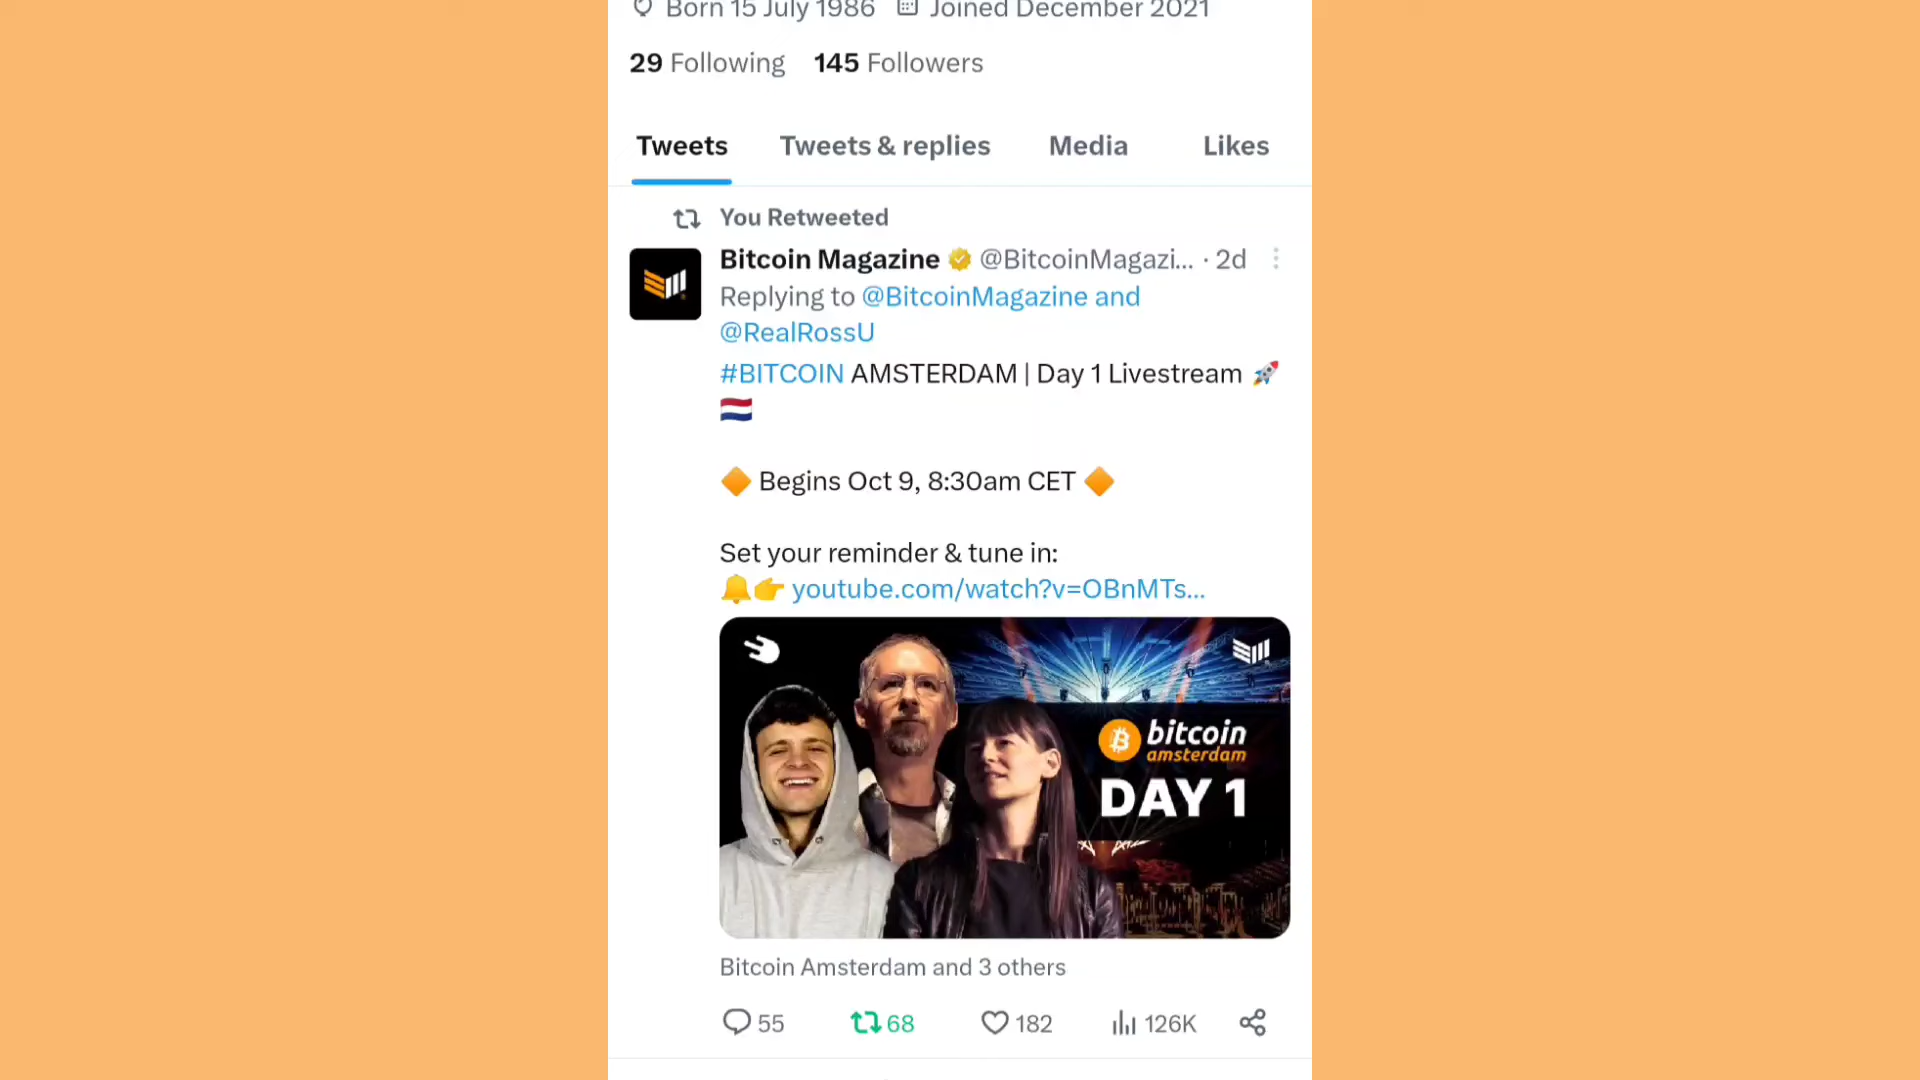 Born 15 July 1986 Joined December 2021
29 Following 145 Followers
Tweets Tweets & replies Media Likes
You Retweeted
Bitcoin Magazine @BitcoinMagazi... · 2d
Replying to @BitcoinMagazine and
@RealRossU
#BITCOIN AMSTERDAM | Day 1 Livestream 🚀
🇳🇱
🔶 Begins Oct 9, 8:30am CET 🔶
Set your reminder & tune in:
🔔👉 youtube.com/watch?v=OBnMTs...
bitcoin
amsterdam
DAY 1
Bitcoin Amsterdam and 3 others
55 68 182 126K